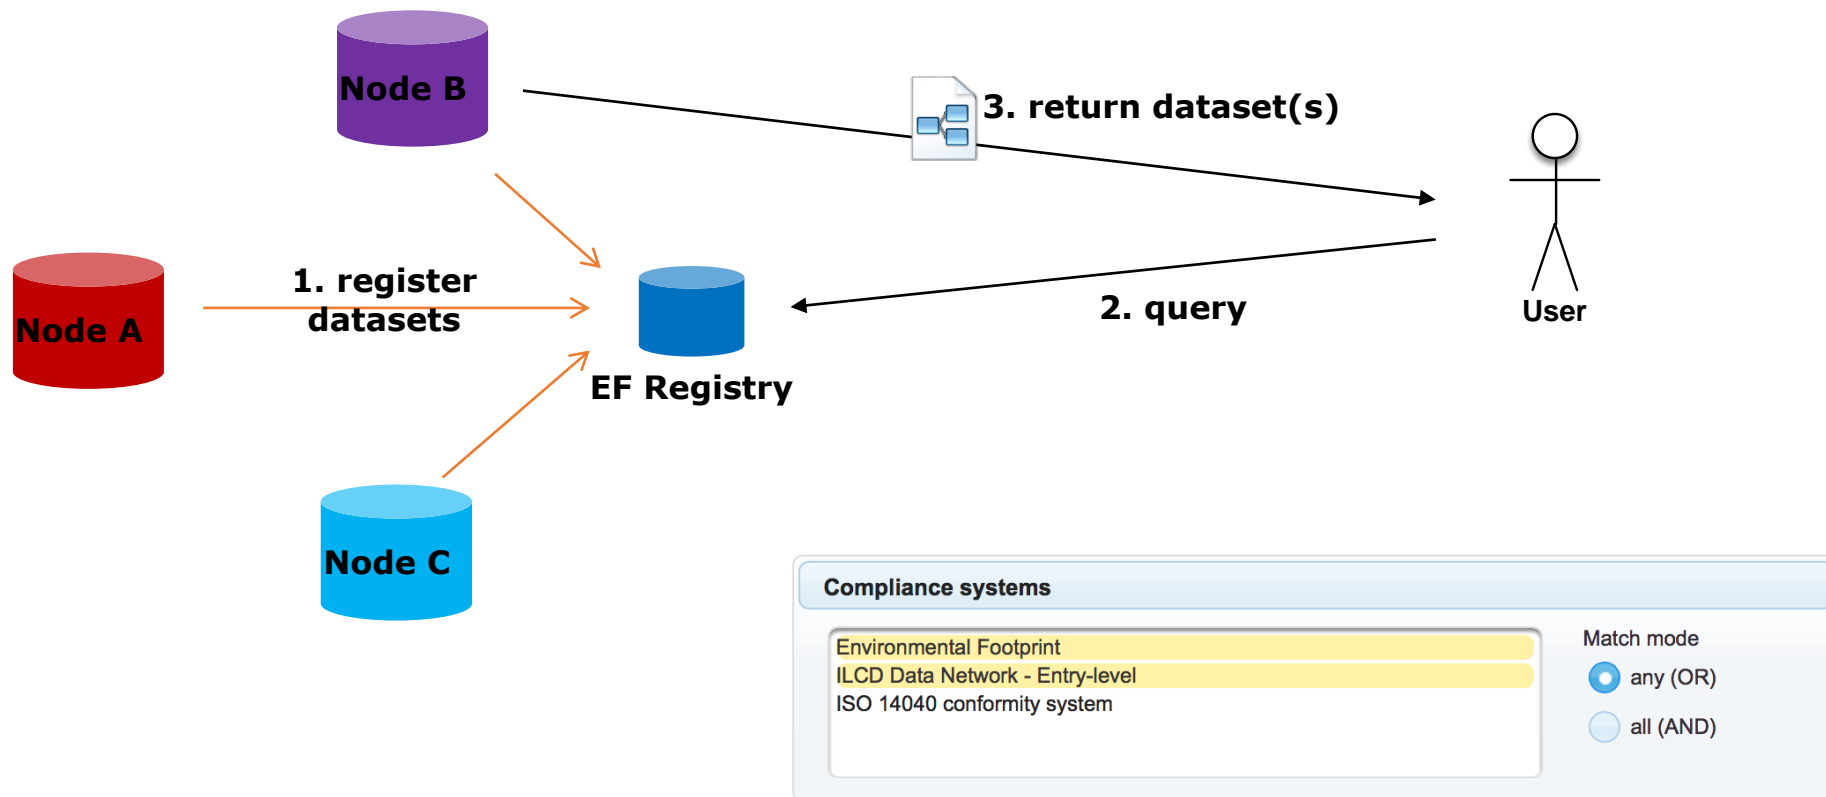 Node B
3. return dataset(s)
1. register
datasets
Node A
2. query
User
EF Registry
Node C
Compliance systems
Environmental Footprint
ILCD Data Network - Entry-level
ISO 14040 conformity system
Match mode
any (OR)
all (AND)